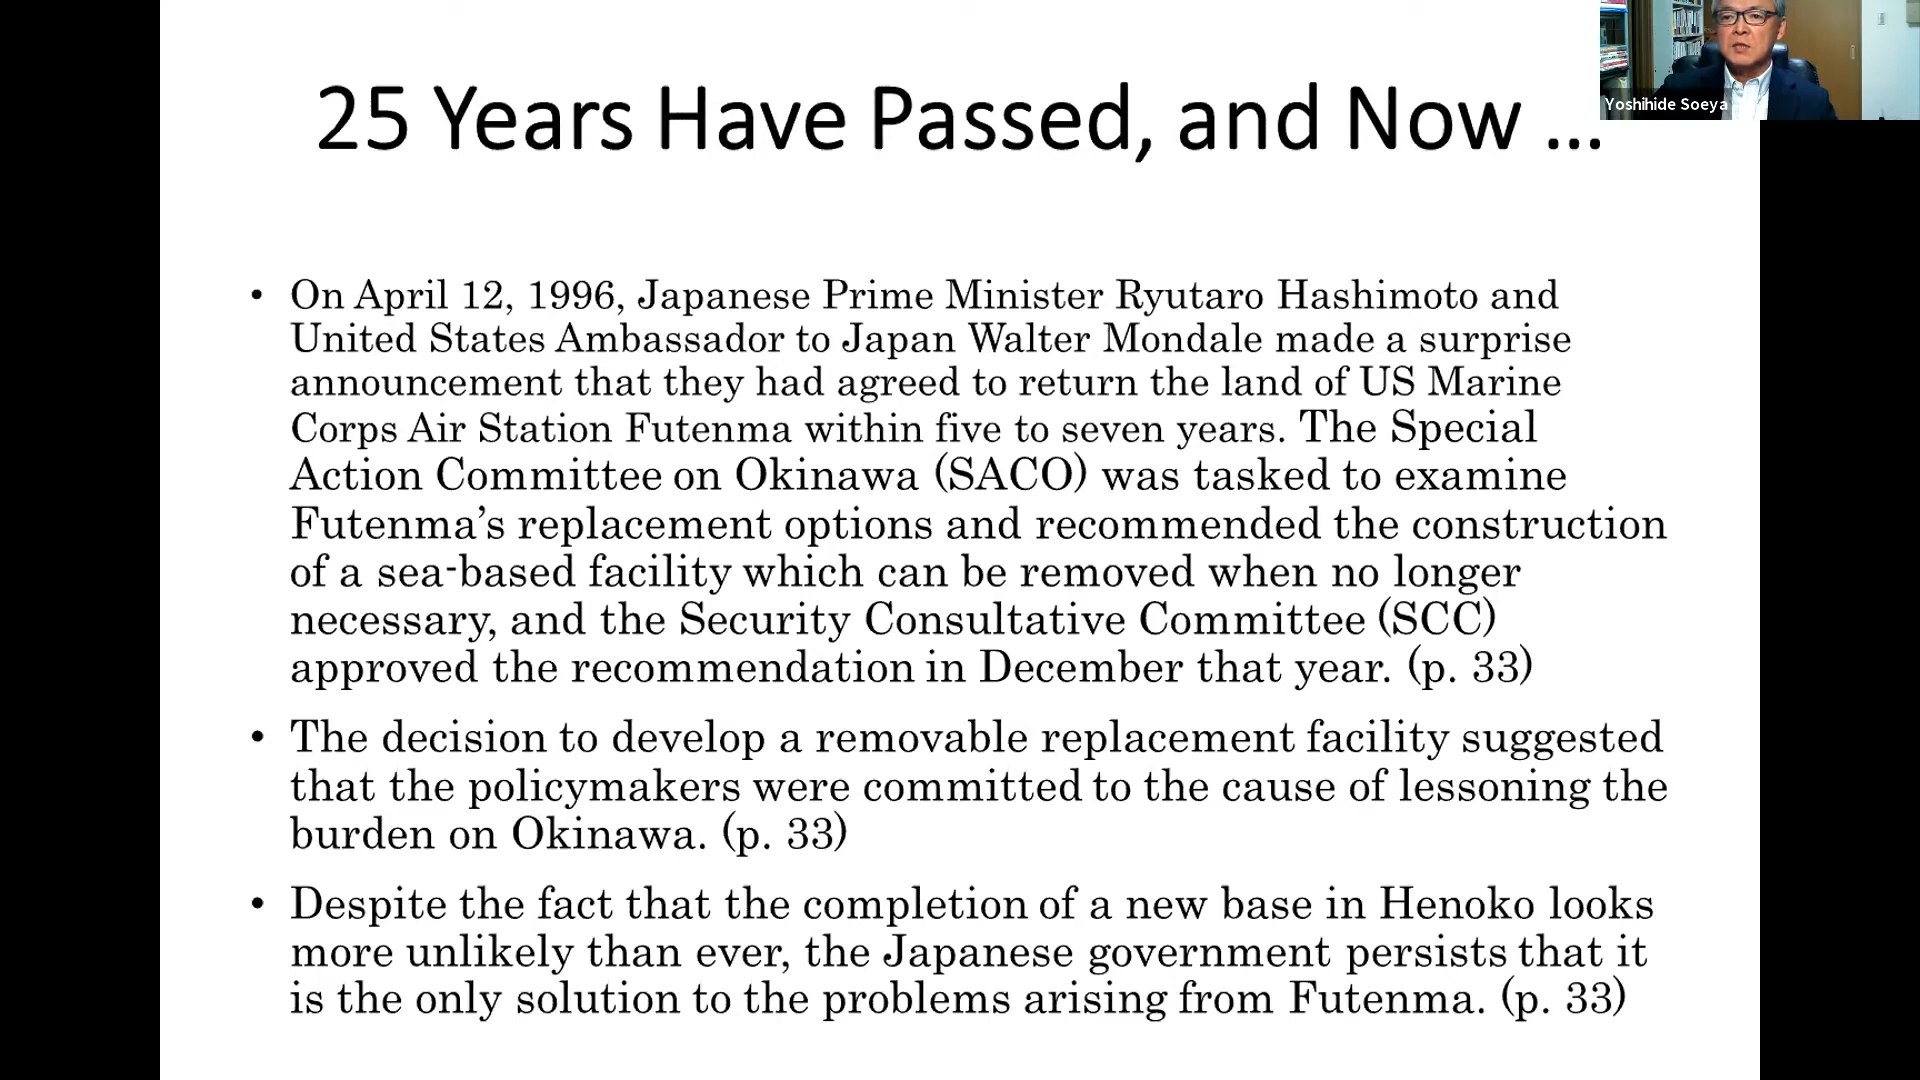 25 Years Have Passed, and Now ...
Yoshihide Soeya
• On April 12, 1996, Japanese Prime Minister Ryutaro Hashimoto and
United States Ambassador to Japan Walter Mondale made a surprise
announcement that they had agreed to return the land of US Marine
Corps Air Station Futenma within five to seven years. The Special
Action Committee on Okinawa (SACO) was tasked to examine
Futenma’s replacement options and recommended the construction
of a sea-based facility which can be removed when no longer
necessary, and the Security Consultative Committee (SCC)
approved the recommendation in December that year. (p. 33)
• The decision to develop a removable replacement facility suggested
that the policymakers were committed to the cause of lessoning the
burden on Okinawa. (p. 33)
• Despite the fact that the completion of a new base in Henoko looks
more unlikely than ever, the Japanese government persists that it
is the only solution to the problems arising from Futenma. (p. 33)